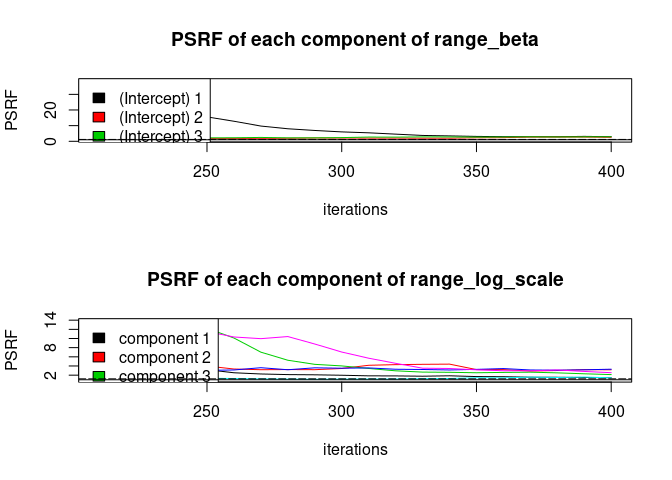 PSRF of each component of range_beta
PSRF
20
0
(Intercept) 1
(Intercept) 2
(Intercept) 3
250 300 350 400
iterations
PSRF of each component of range_log_scale
PSRF
14
8
2
component 1
component 2
component 3
250 300 350 400
iterations